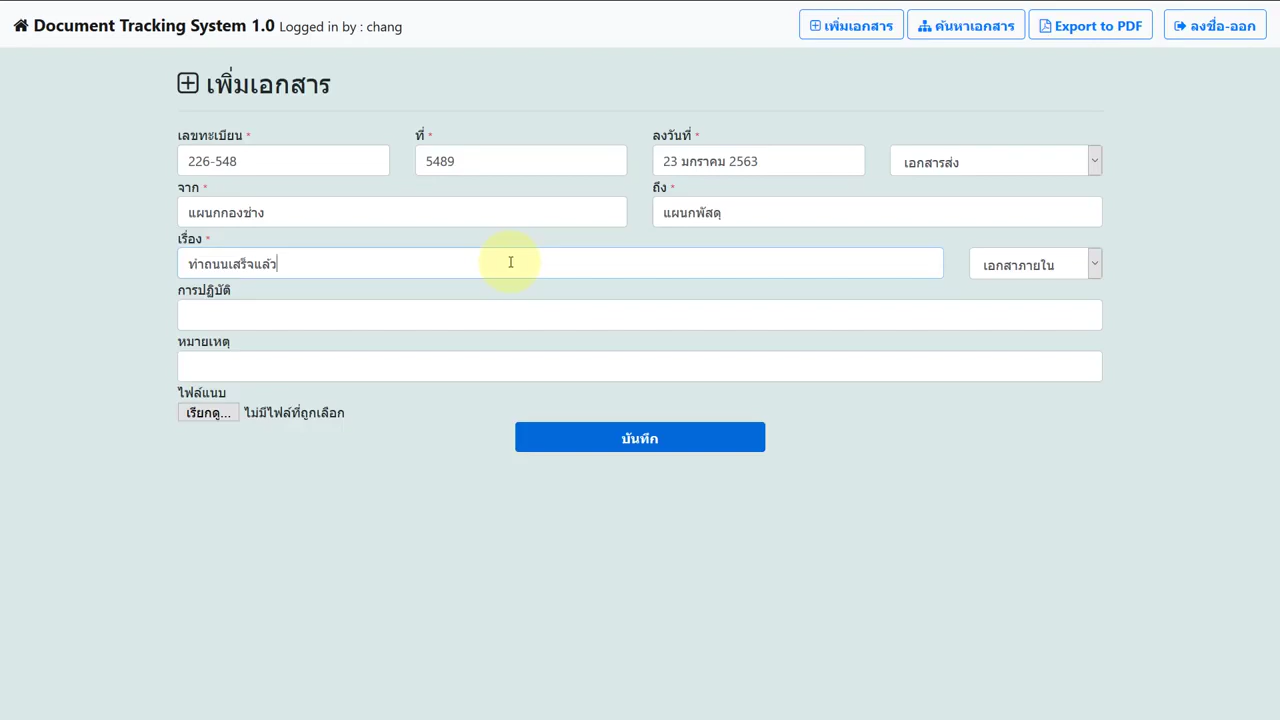 Document Tracking System 1.0 Logged in by : chang
เพิ่มเอกสาร ค้นหาเอกสาร Export to PDF ลงชื่อ-ออก
เพิ่มเอกสาร
เลขทะเบียน * ที่ * ลงวันที่ *
226-548 5489 23 มกราคม 2563 เอกสารส่ง
จาก * ถึง *
แผนกกองช่าง แผนกพัสดุ
เรื่อง *
ทำถนนเสร็จแล้ว เอกสาภายใน
การปฏิบัติ
หมายเหตุ
ไฟล์แนบ
เรียกดู... ไม่มีไฟล์ที่ถูกเลือก
บันทึก